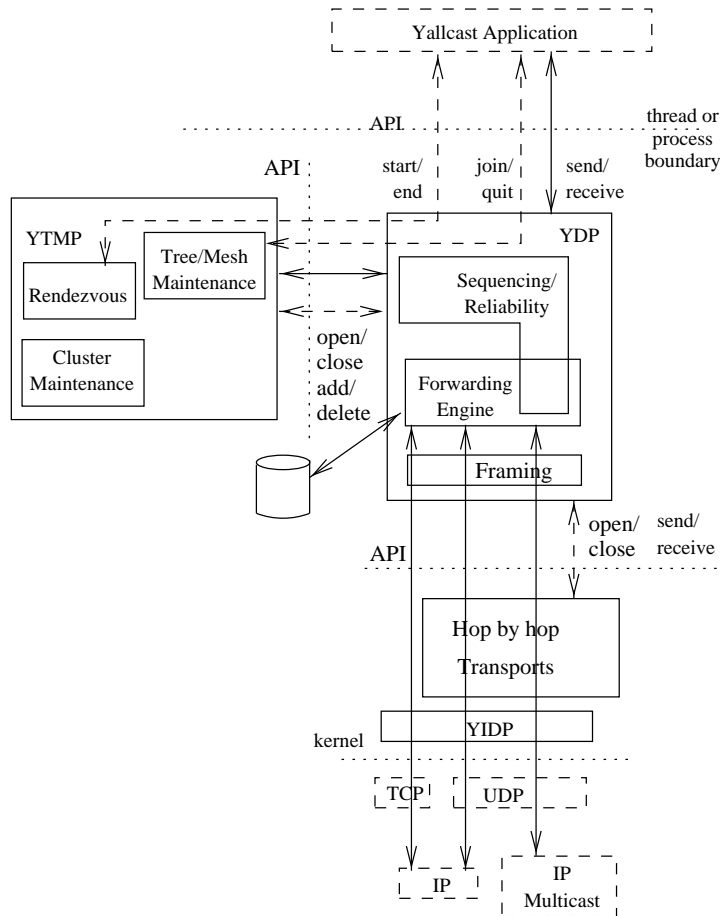 Yallcast Application
API
thread or
process
boundary
API
start/
end
join/
quit
send/
receive
YTMP
Tree/Mesh
Maintenance
Rendezvous
Cluster
Maintenance
YDP
Sequencing/
Reliability
open/
close
add/
delete
Forwarding
Engine
Framing
open/
close
send/
receive
API
Hop by hop
Transports
YIDP
kernel
TCP
UDP
IP
IP
Multicast